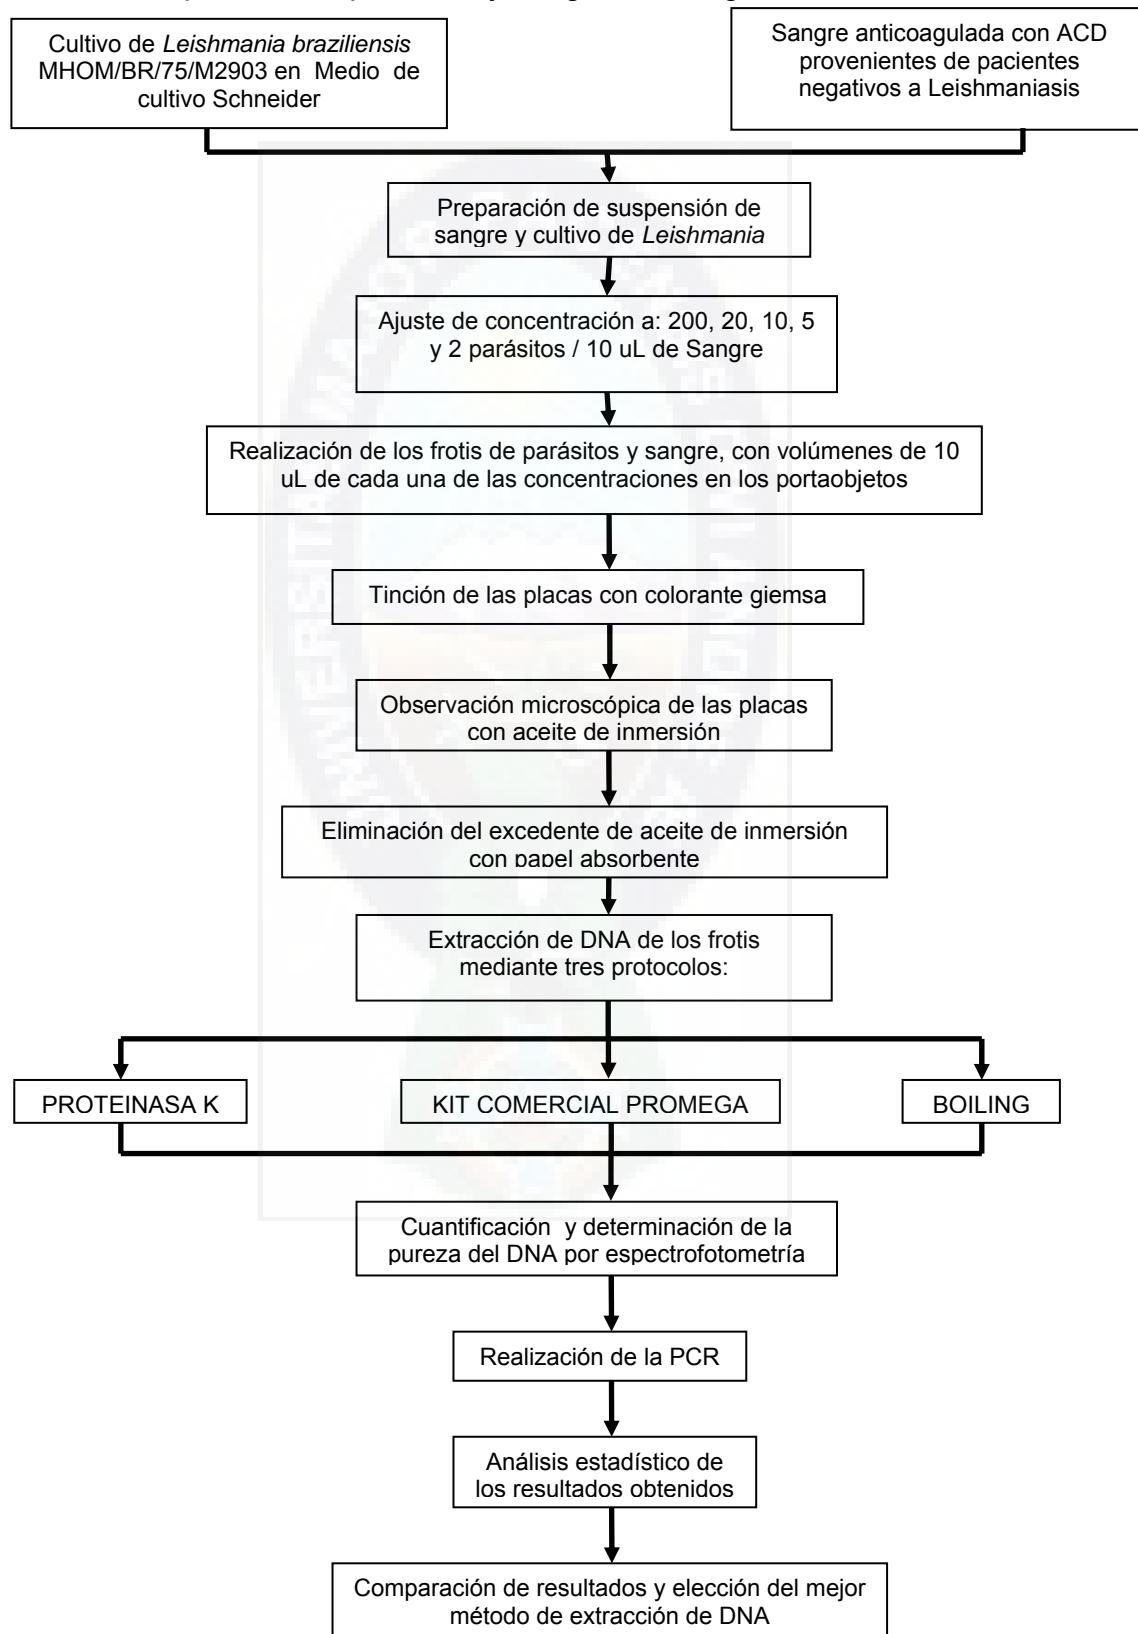 Cultivo de Leishmania braziliensis
MHOM/BR/75/M2903 en Medio de
cultivo Schneider
Sangre anticoagulada con ACD
provenientes de pacientes
negativos a Leishmaniasis
Preparación de suspensión de
sangre y cultivo de Leishmania
Ajuste de concentración a: 200, 20, 10, 5
y 2 parásitos / 10 uL de Sangre
Realización de los frotis de parásitos y sangre, con volúmenes de 10
uL de cada una de las concentraciones en los portaobjetos
Tinción de las placas con colorante giemsa
Observación microscópica de las placas
con aceite de inmersión
Eliminación del excedente de aceite de inmersión
con papel absorbente
Extracción de DNA de los frotis
mediante tres protocolos:
PROTEINASA K
KIT COMERCIAL PROMEGA
BOILING
Cuantificación y determinación de la
pureza del DNA por espectrofotometría
Realización de la PCR
Análisis estadístico de
los resultados obtenidos
Comparación de resultados y elección del mejor
método de extracción de DNA